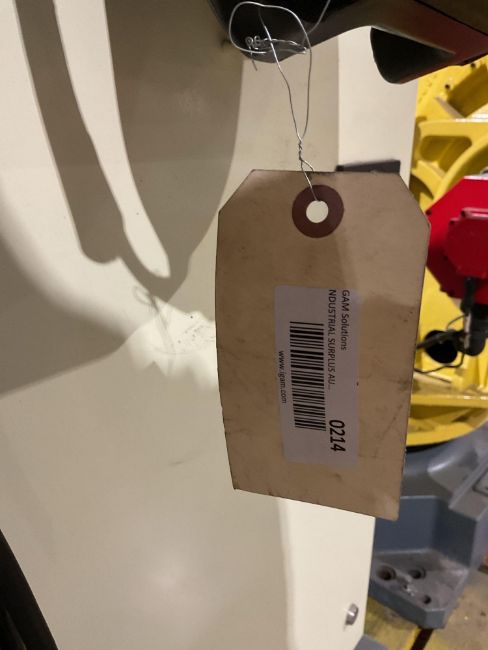 GAM Solutions
NDUSTRIAL SURPLUS AU...
0214
www.igam.com